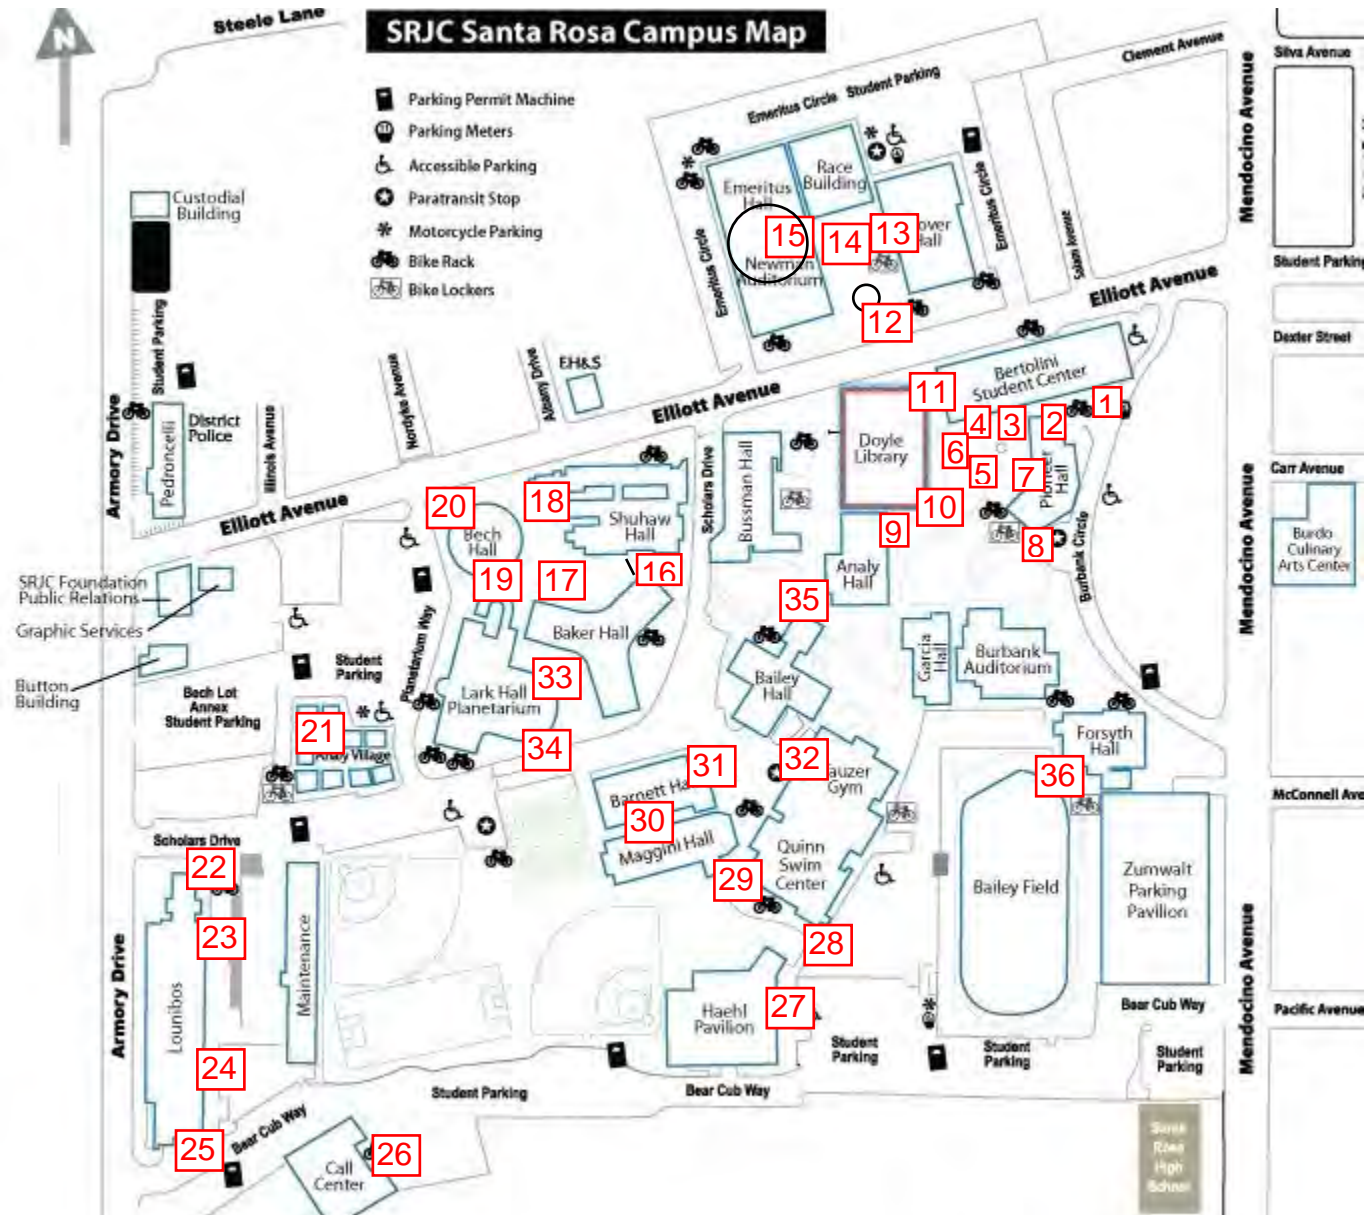 SRJC Santa Rosa Campus Map
N
Steele Lane
Parking Permit Machine
Parking Meters
Accessible Parking
Paratransit Stop
Motorcycle Parking
Bike Rack
Bike Lockers
Emeritus Circle Student Parking
Clement Avenue
Mendocino Avenue
Silva Avenue
Student Parking
Dexter Street
Carr Avenue
Burdo
Culinary
Arts Center
McConnell Ave
Pacific Avenue
Custodial
Building
Student Parking
Armory Drive
Pedroncelli
District
Police
Illinois Avenue
Nordyke Avenue
Albany Drive
EH&S
Elliott Avenue
Emeritus
Hall
15
Newman
Auditorium
Race
Building
14
13
12
Emeritus Circle
Emeritus Circle
Salem Avenue
Elliott Avenue
Elliott Avenue
Bertolini
Student Center
11
4
3
2
1
6
5
7
Pioneer
Hall
8
Doyle
Library
10
9
Analy
Hall
Burbank Circle
Scholars Drive
Bussman Hall
18
Shuhaw
Hall
16
20
Bech
Hall
19
17
Baker Hall
33
Lark Hall
Planetarium
34
Planetarium Way
35
Bailey
Hall
32
Garcia
Hall
Burbank
Auditorium
Forsyth
Hall
36
Mendocino Avenue
SRJC Foundation
Public Relations
Graphic Services
Button
Building
Bech Lot
Annex
Student Parking
Student
Parking
21
Village
Scholars Drive
22
23
24
25
Lounibos
Armory Drive
Maintenance
Barnett Ha
31
30
Maggini Hall
29
auzer
Gym
Quinn
Swim
Center
28
27
Haehl
Pavilion
Bailey Field
Zumwalt
Parking
Pavilion
Mendocino Avenue
Bear Cub Way
Student
Parking
Student
Parking
Student
Parking
Bear Cub Way
Student Parking
Bear Cub Way
26
Call
Center
Santa
Rosa
High
School